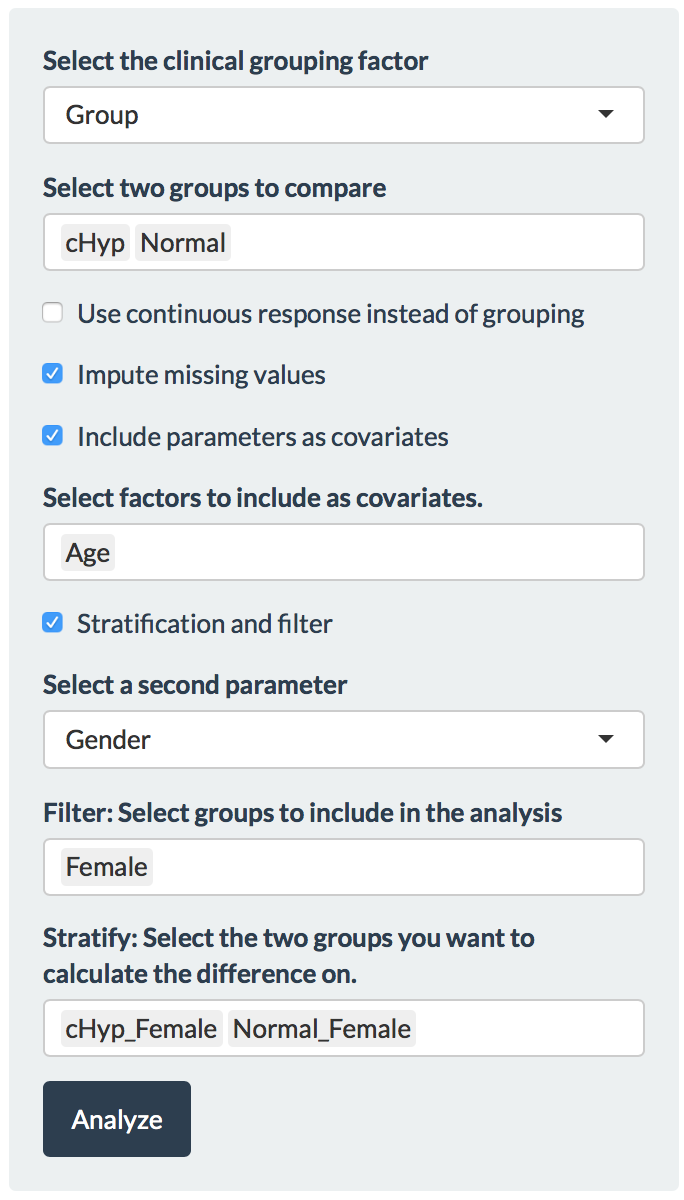 Select the clinical grouping factor
Group
Select two groups to compare
cHyp Normal
Use continuous response instead of grouping
Impute missing values
Include parameters as covariates
Select factors to include as covariates.
Age
Stratification and filter
Select a second parameter
Gender
Filter: Select groups to include in the analysis
Female
Stratify: Select the two groups you want to
calculate the difference on.
cHyp_Female Normal_Female
Analyze